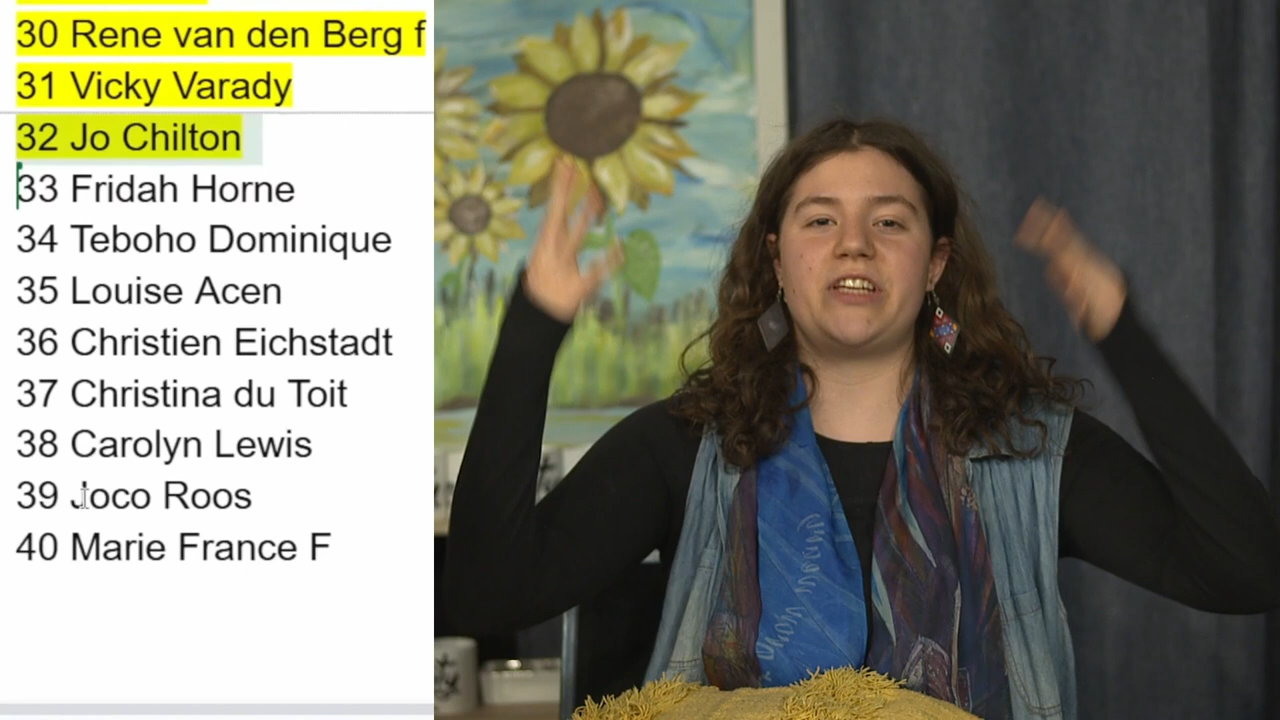 30 Rene van den Berg f
31 Vicky Varady
32 Jo Chilton
33 Fridah Horne
34 Teboho Dominique
35 Louise Acen
36 Christien Eichstadt
37 Christina du Toit
38 Carolyn Lewis
39 Joco Roos
40 Marie France F